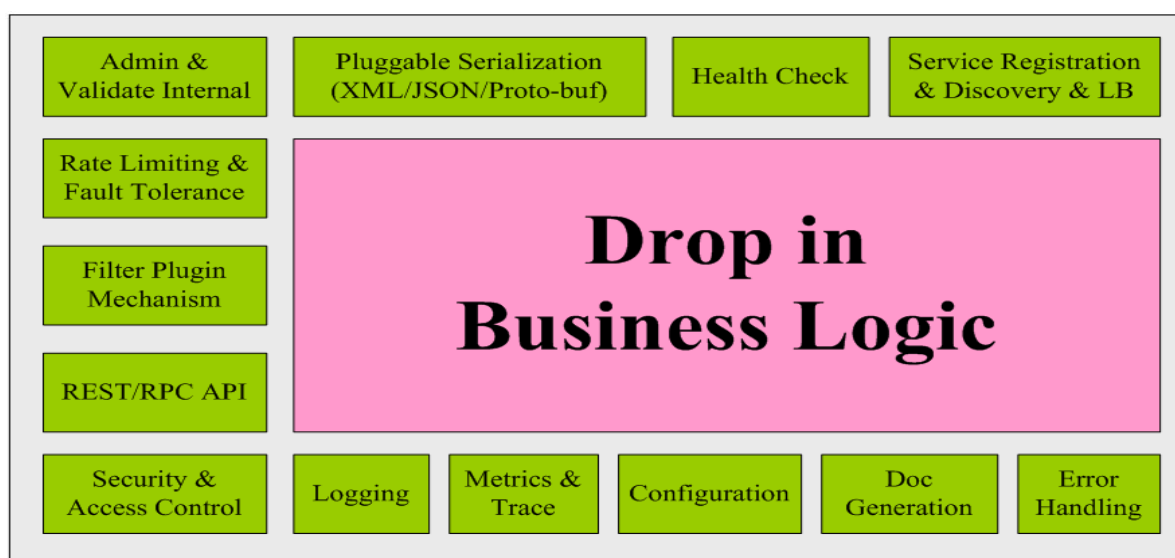 Admin &
Validate Internal
Pluggable Serialization
(XML/JSON/Proto-buf)
Health Check
Service Registration
& Discovery & LB
Rate Limiting &
Fault Tolerance
Filter Plugin
Mechanism
REST/RPC API
Drop in
Business Logic
Security &
Access Control
Logging
Metrics &
Trace
Configuration
Doc
Generation
Error
Handling